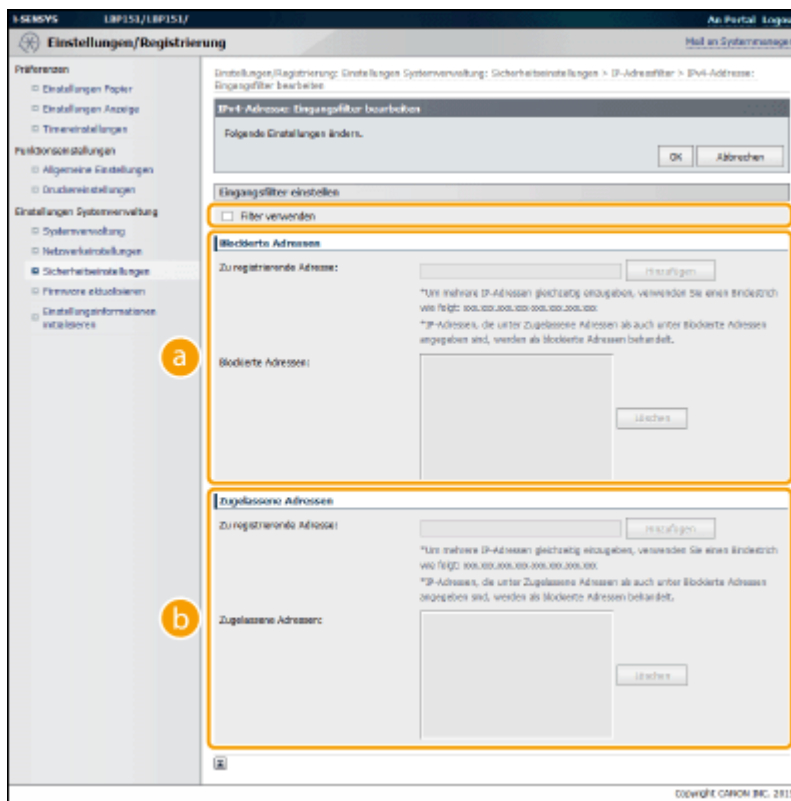 i-SENSYS LBP151/LBP151/ An Portal Logou
Einstellungen/Registrierung Mail an Systemmanager
Präferenzen
Einstellungen Papier
Einstellungen Anzeige
Timereinstellungen
Funktionseinstellungen
Allgemeine Einstellungen
Druckereinstellungen
Einstellungen Systemverwaltung
Systemverwaltung
Netzwerkeinstellungen
Sicherheitseinstellungen
Firmware aktualisieren
Einstellungsinformationen
initialisieren
Einstellungen/Registrierung: Einstellungen Systemverwaltung: Sicherheitseinstellungen > IP-Adressfilter > IPv4-Addresse:
Eingangsfilter bearbeiten
IPv4-Adresse: Eingangsfilter bearbeiten
Folgende Einstellungen ändern.
OK Abbrechen
Eingangsfilter einstellen
Filter verwenden
a
Blockierte Adressen
Zu registrierende Adresse: Hinzufügen
*Um mehrere IP-Adressen gleichzeitig einzugeben, verwenden Sie einen Bindestrich
wie folgt: xxx.xxx.xxx.xxx-xxx.xxx.xxx.xxx
*IP-Adressen, die unter Zugelassene Adressen als auch unter Blockierte Adressen
angegeben sind, werden als blockierte Adressen behandelt.
Blockierte Adressen:
Löschen
b
Zugelassene Adressen
Zu registrierende Adresse: Hinzufügen
*Um mehrere IP-Adressen gleichzeitig einzugeben, verwenden Sie einen Bindestrich
wie folgt: xxx.xxx.xxx.xxx-xxx.xxx.xxx.xxx
*IP-Adressen, die unter Zugelassene Adressen als auch unter Blockierte Adressen
angegeben sind, werden als blockierte Adressen behandelt.
Zugelassene Adressen:
Löschen
Copyright CANON INC. 201